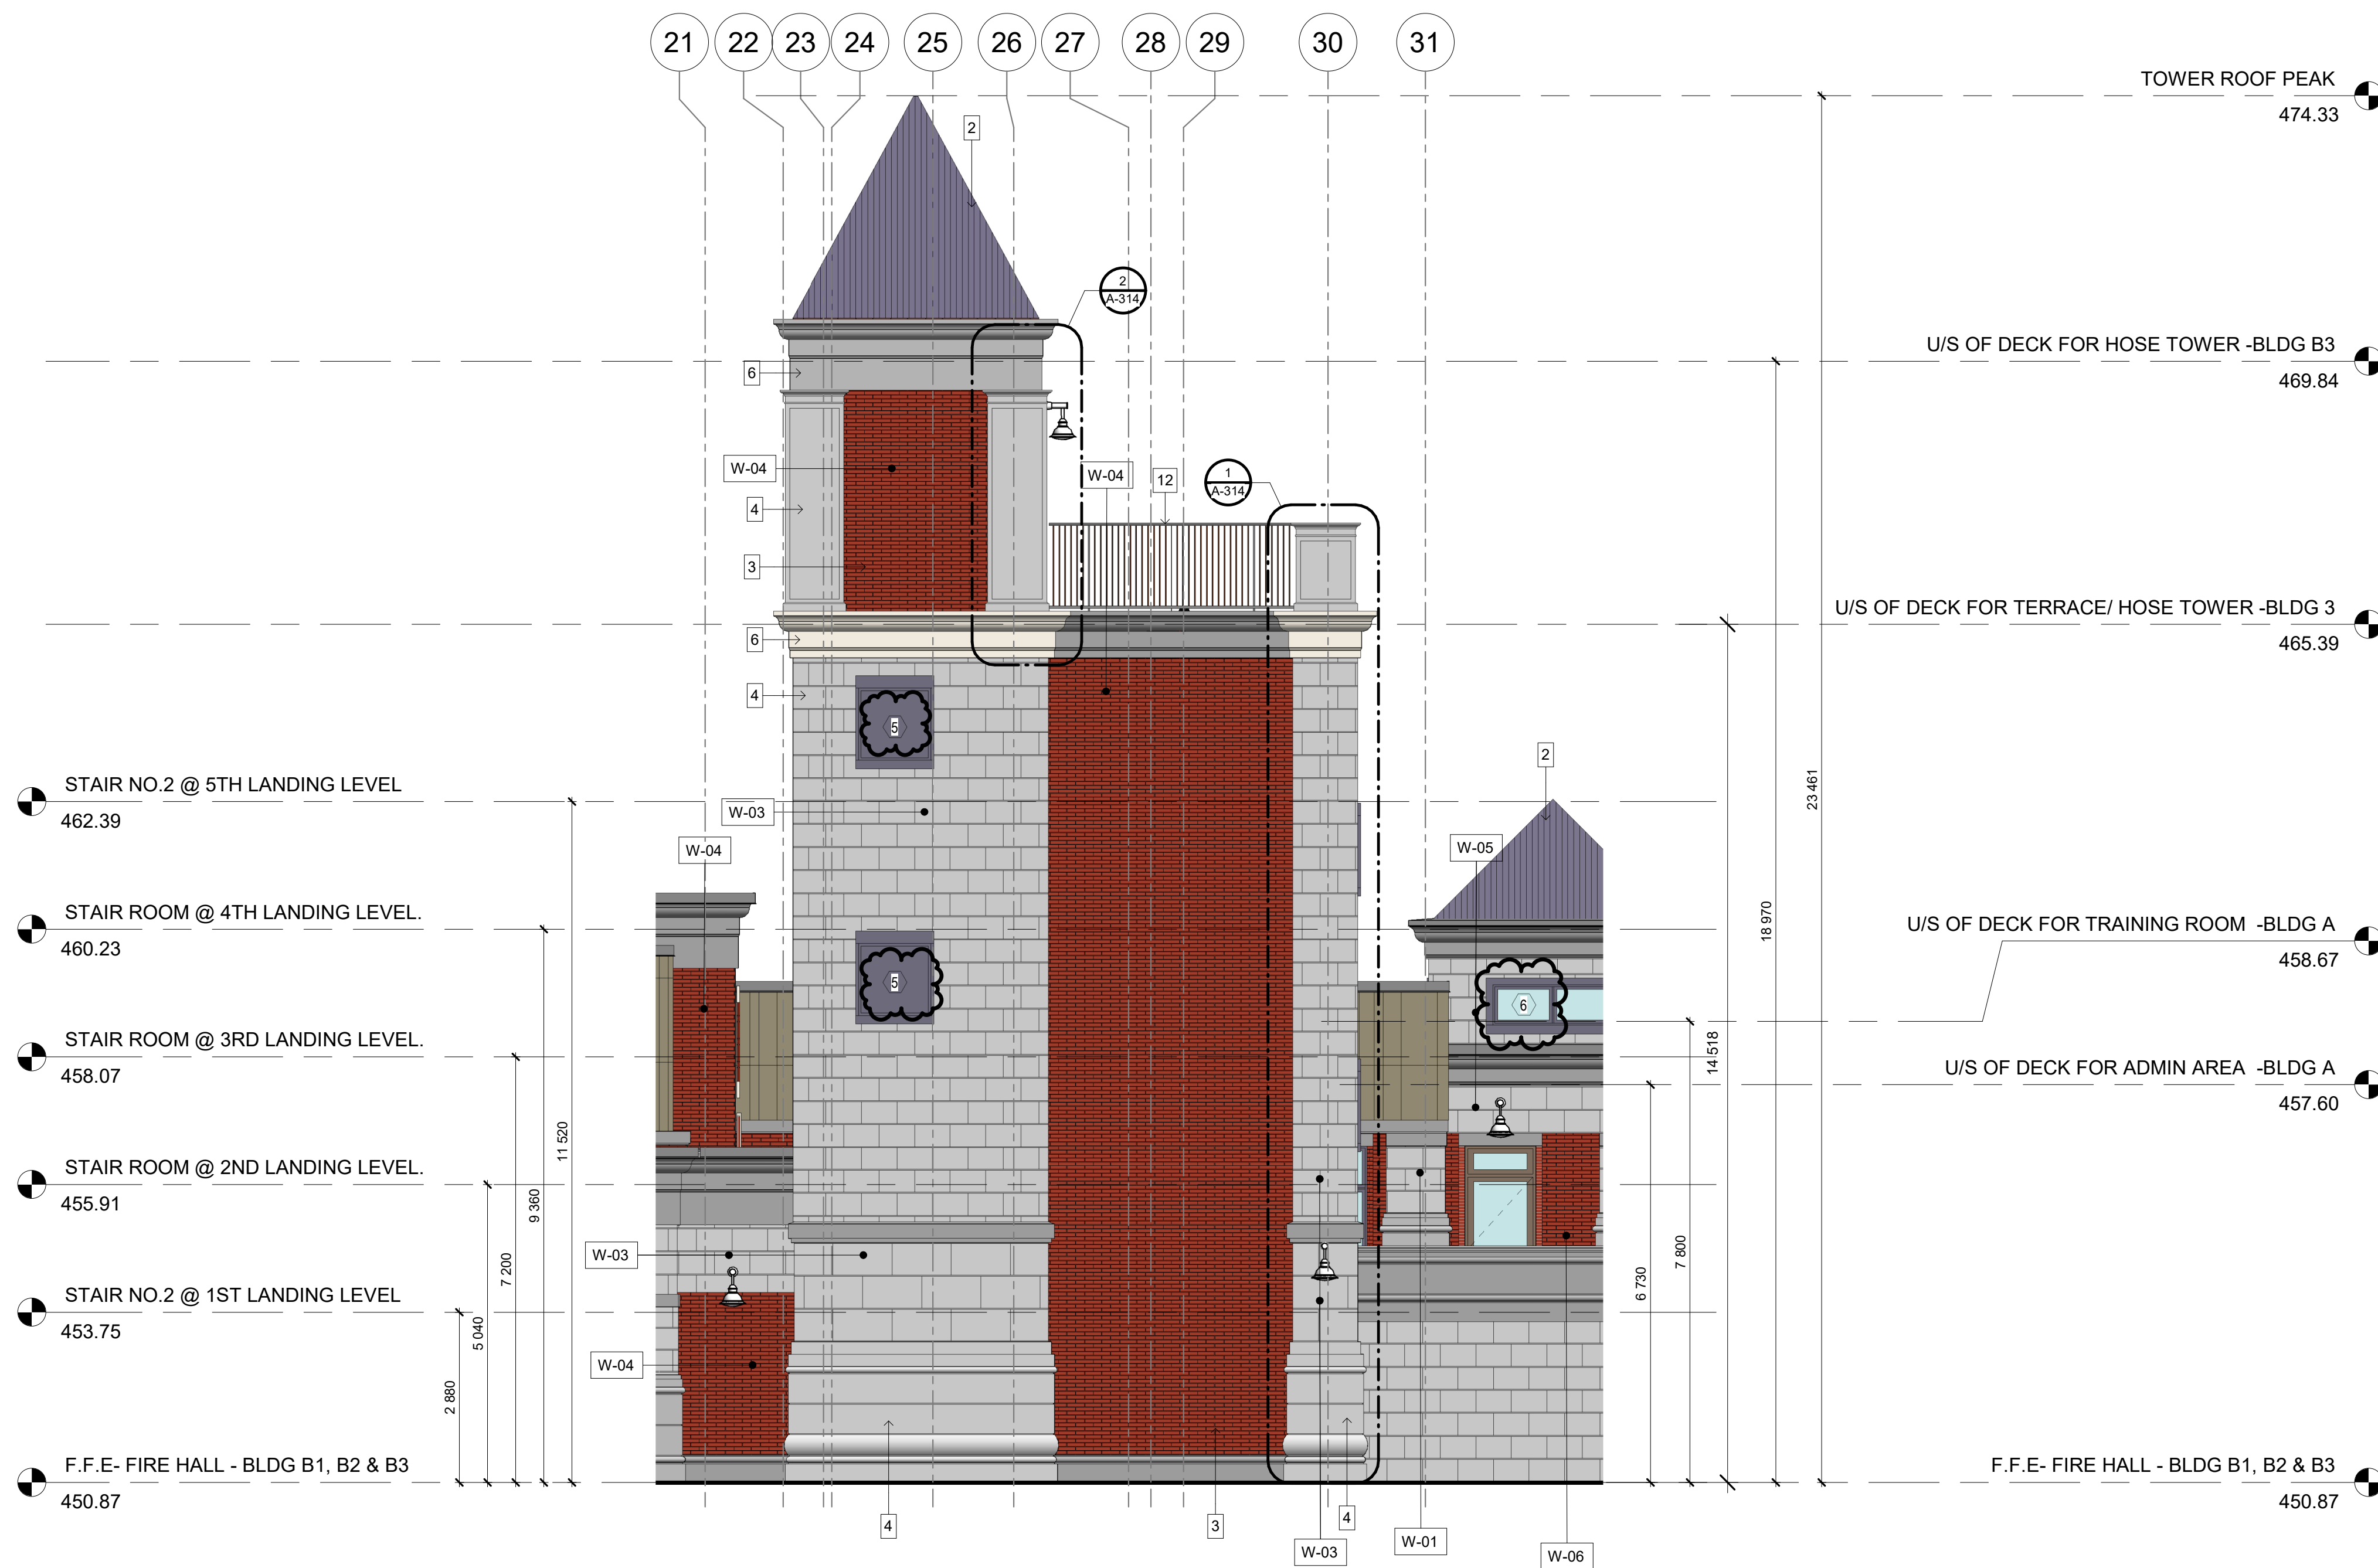 21 22 23 24 25 26 27 28 29 30 31
TOWER ROOF PEAK
474.33
2
2
A-314
U/S OF DECK FOR HOSE TOWER -BLDG B3
469.84
6
W-04
W-04
12
1
A-314
4
3
U/S OF DECK FOR TERRACE/ HOSE TOWER -BLDG 3
465.39
6
4
5
STAIR NO.2 @ 5TH LANDING LEVEL
462.39
W-03
2
23 461
W-04
W-05
STAIR ROOM @ 4TH LANDING LEVEL.
460.23
18 970
U/S OF DECK FOR TRAINING ROOM -BLDG A
458.67
5
6
STAIR ROOM @ 3RD LANDING LEVEL.
458.07
14 518
U/S OF DECK FOR ADMIN AREA -BLDG A
457.60
11 520
STAIR ROOM @ 2ND LANDING LEVEL.
455.91
9 360
W-03
7 200
7 800
6 730
STAIR NO.2 @ 1ST LANDING LEVEL
453.75
5 040
W-04
2 880
F.F.E- FIRE HALL - BLDG B1, B2 & B3
450.87
F.F.E- FIRE HALL - BLDG B1, B2 & B3
450.87
4
3
4
W-03
W-01
W-06